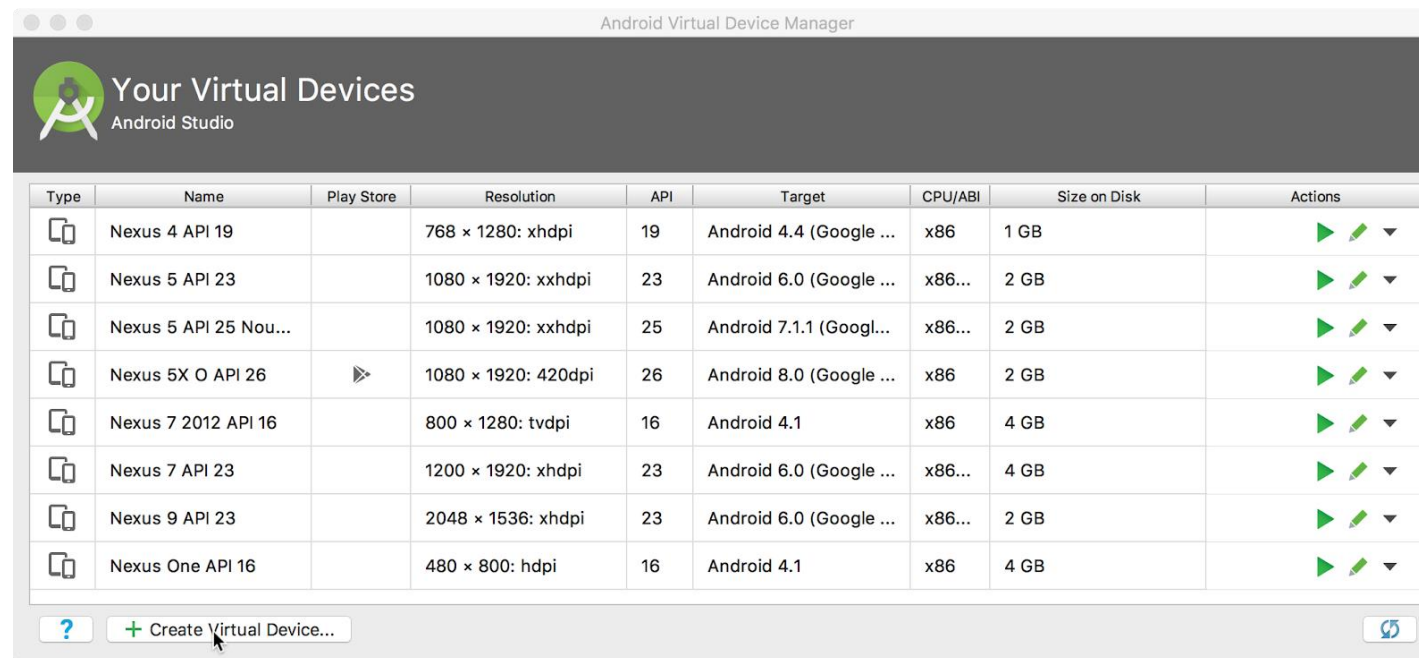 Android Virtual Device Manager
Your Virtual Devices
Android Studio
Type Name Play Store Resolution API Target CPU/ABI Size on Disk Actions
Nexus 4 API 19 768 × 1280: xhdpi 19 Android 4.4 (Google ... x86 1 GB
Nexus 5 API 23 1080 × 1920: xxhdpi 23 Android 6.0 (Google ... x86... 2 GB
Nexus 5 API 25 Nou... 1080 × 1920: xxhdpi 25 Android 7.1.1 (Googl... x86... 2 GB
Nexus 5X O API 26 1080 × 1920: 420dpi 26 Android 8.0 (Google ... x86 2 GB
Nexus 7 2012 API 16 800 × 1280: tvdpi 16 Android 4.1 x86 4 GB
Nexus 7 API 23 1200 × 1920: xhdpi 23 Android 6.0 (Google ... x86... 4 GB
Nexus 9 API 23 2048 × 1536: xhdpi 23 Android 6.0 (Google ... x86... 2 GB
Nexus One API 16 480 × 800: hdpi 16 Android 4.1 x86 4 GB
? + Create Virtual Device...